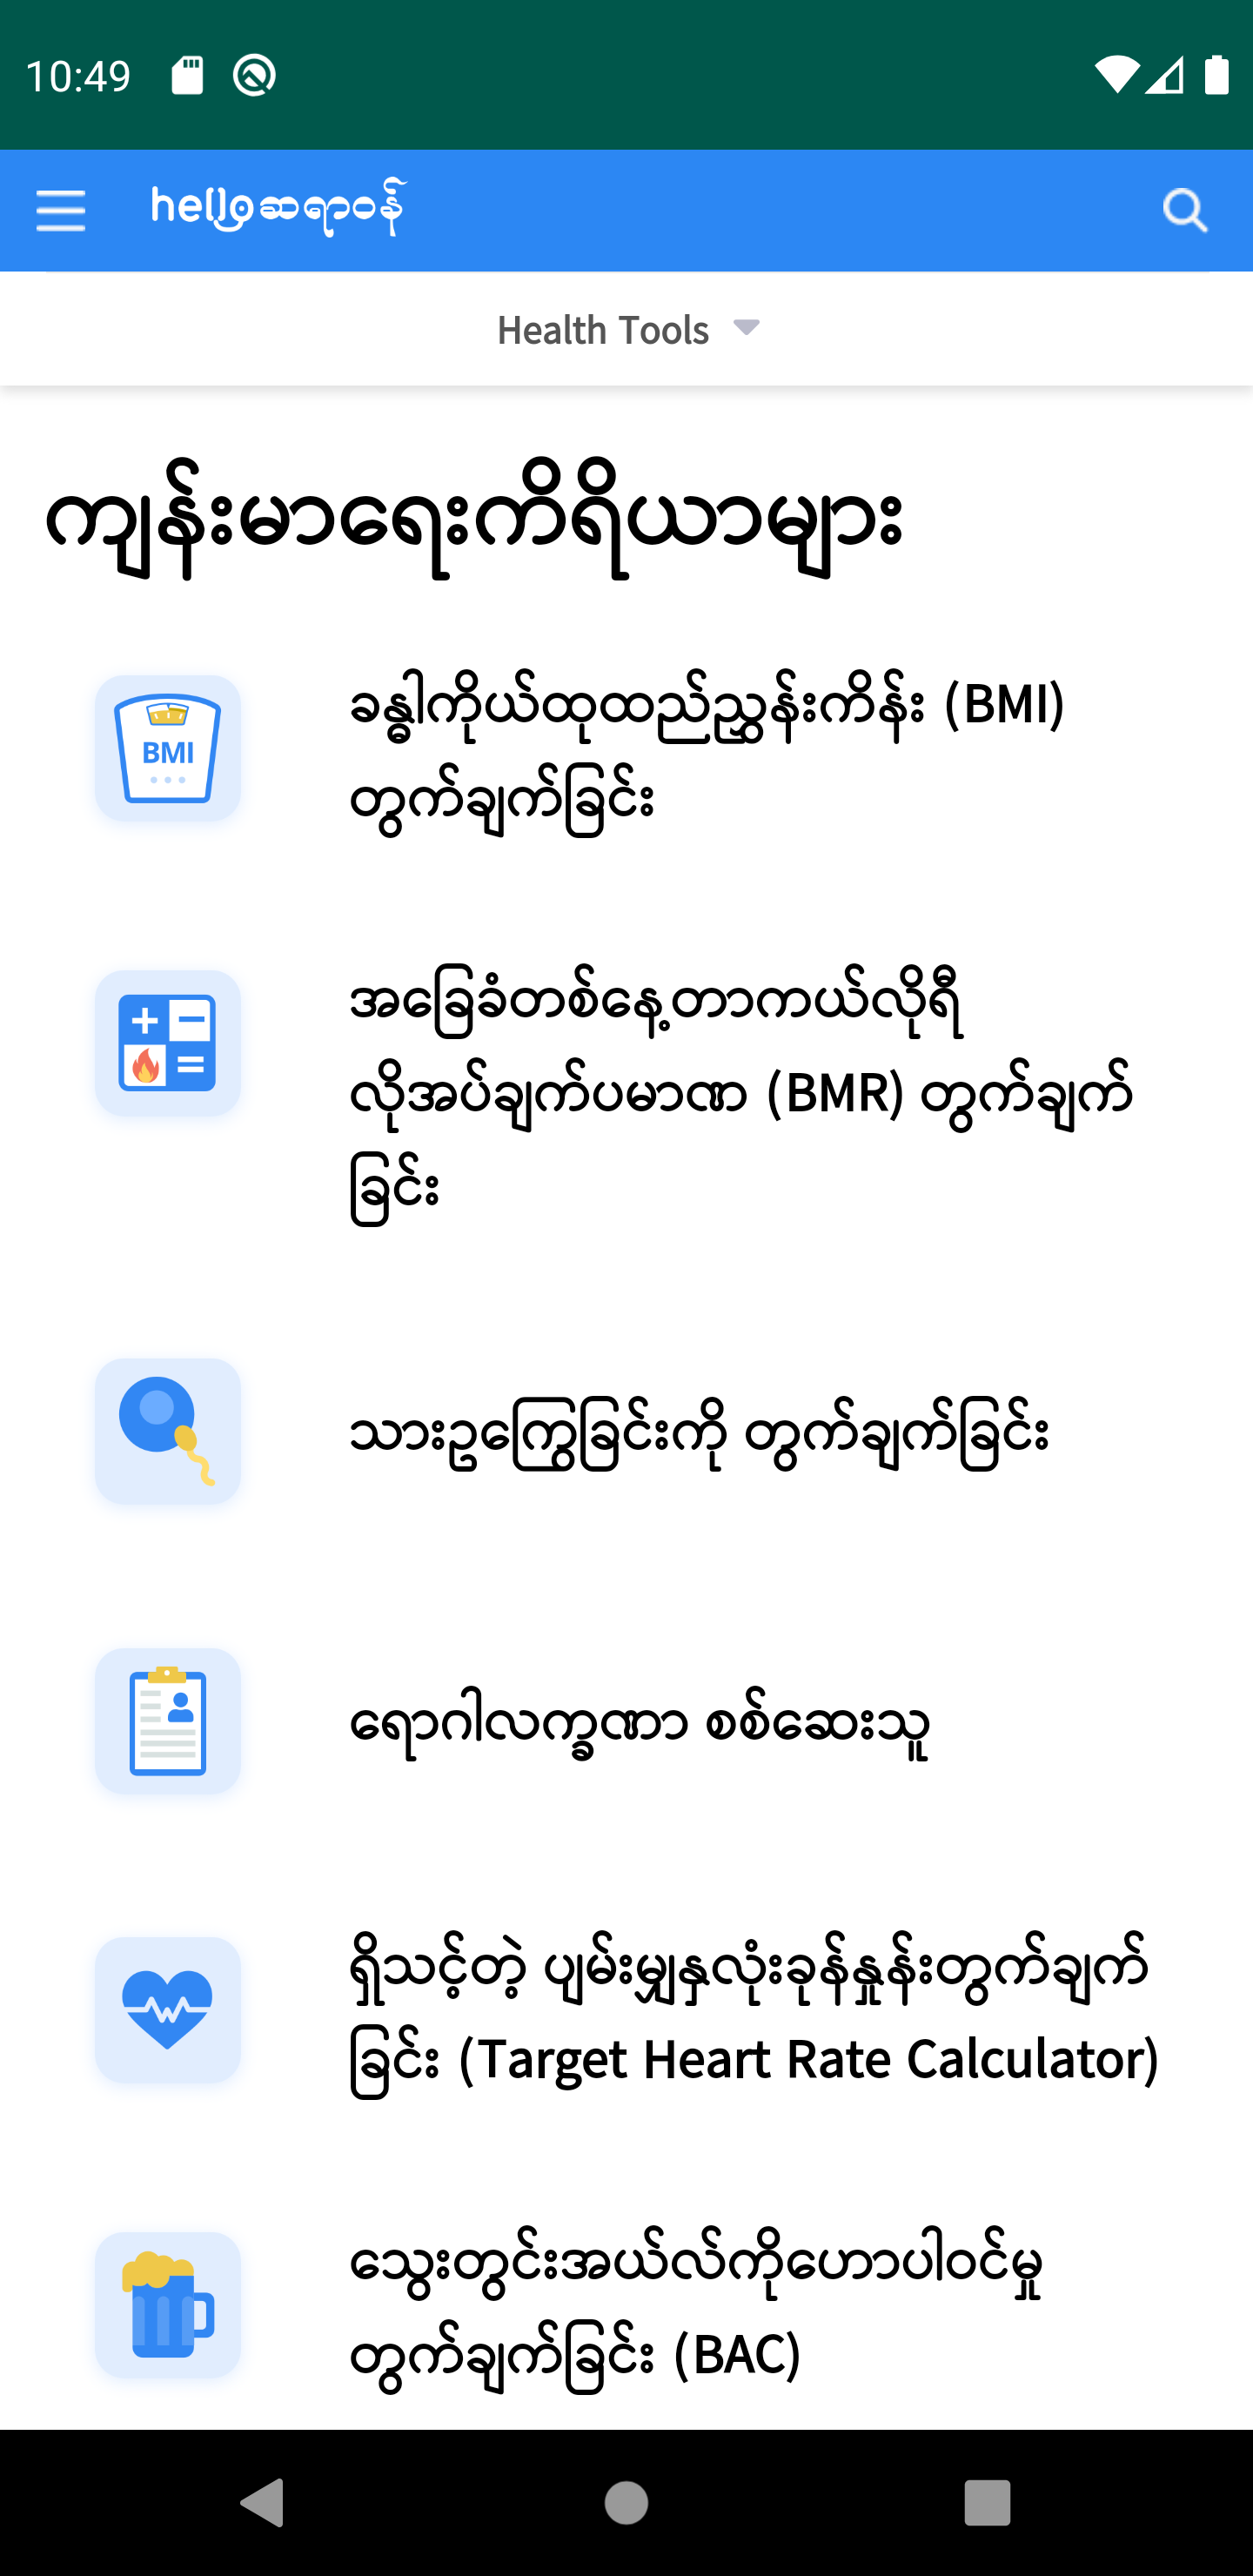 10:49
helloဆရာဝန်
Health Tools
ကျန်းမာရေးကိရိယာများ
BMI
ခန္ဓါကိုယ်ထုထည်ညွှန်းကိန်း (BMI)
တွက်ချက်ခြင်း
အခြေခံတစ်နေ့တာကယ်လိုရီ
လိုအပ်ချက်ပမာဏ (BMR) တွက်ချက်
ခြင်း
သားဥကြွေခြင်းကို တွက်ချက်ခြင်း
ရောဂါလက္ခဏာ စစ်ဆေးသူ
ရှိသင့်တဲ့ ပျမ်းမျှနှလုံးခုန်နှုန်းတွက်ချက်
ခြင်း (Target Heart Rate Calculator)
သွေးတွင်းအယ်လ်ကိုဟောပါဝင်မှု
တွက်ချက်ခြင်း (BAC)